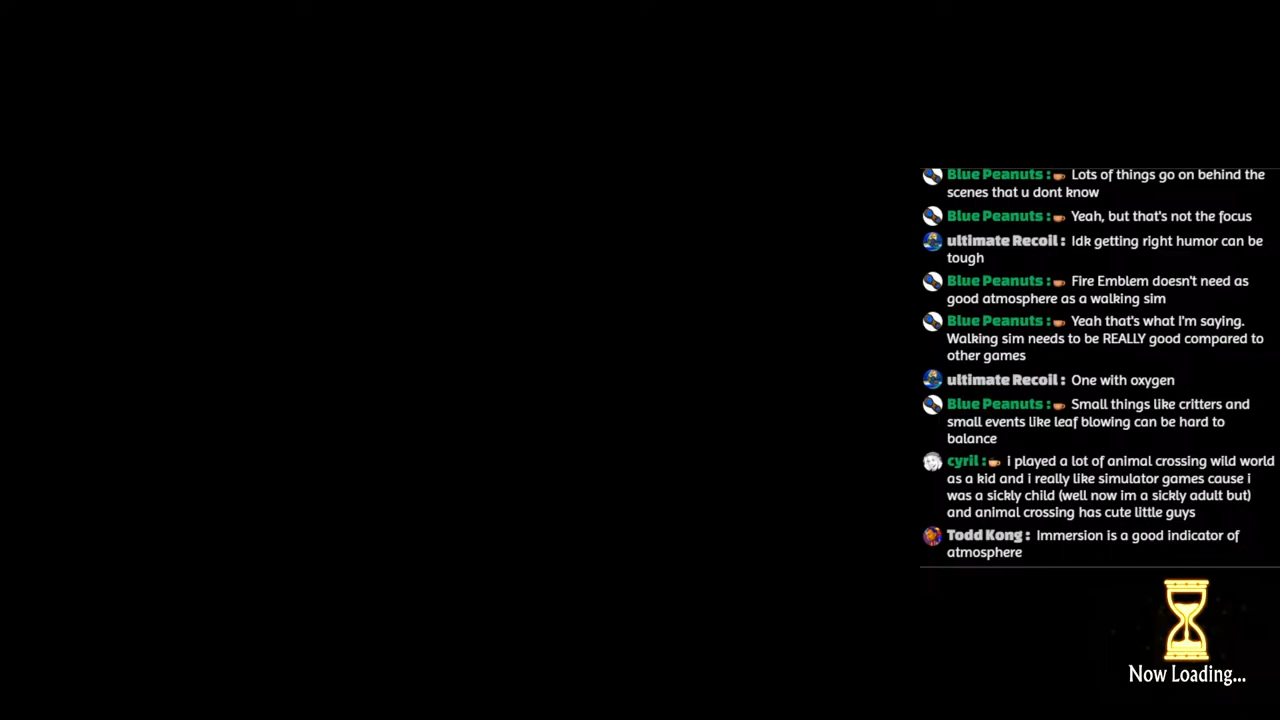 Blue Peanuts : Lots of things go on behind the
scenes that u dont know
Blue Peanuts : Yeah, but that's not the focus
ultimate Recoil : Idk getting right humor can be
tough
Blue Peanuts : Fire Emblem doesn't need as
good atmosphere as a walking sim
Blue Peanuts : Yeah that's what I'm saying.
Walking sim needs to be REALLY good compared to
other games
ultimate Recoil : One with oxygen
Blue Peanuts : Small things like critters and
small events like leaf blowing can be hard to
balance
cyril : i played a lot of animal crossing wild world
as a kid and i really like simulator games cause i
was a sickly child (well now im a sickly adult but)
and animal crossing has cute little guys
Todd Kong : Immersion is a good indicator of
atmosphere
Now Loading...